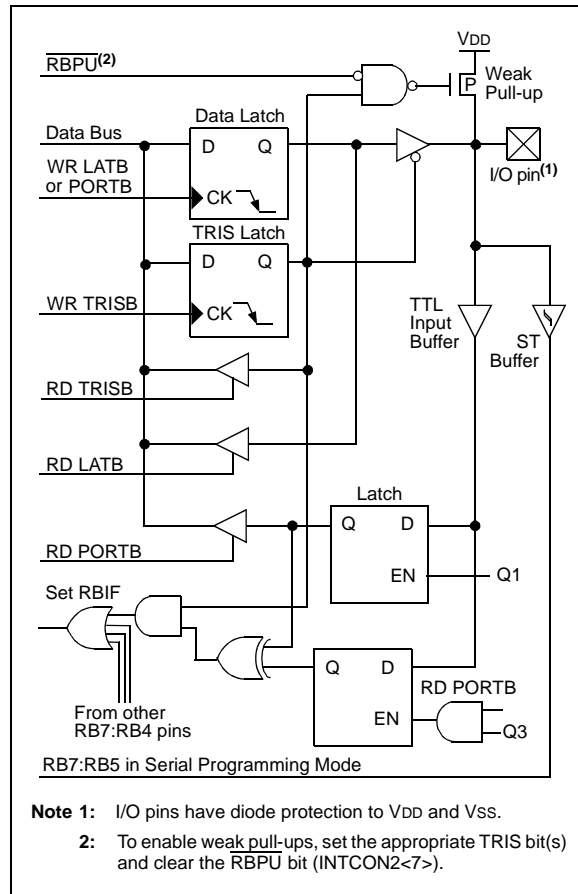 VDD
RBPU(2)
P
Weak
Pull-up
Data Latch
Data Bus
D
Q
WR LATB
or PORTB
CK
I/O pin(1)
TRIS Latch
D
Q
WR TRISB
CK
TTL
Input
Buffer
ST
Buffer
RD TRISB
RD LATB
Latch
Q
D
RD PORTB
EN
Q1
Set RBIF
Q
D
RD PORTB
EN
Q3
From other
RB7:RB4 pins
RB7:RB5 in Serial Programming Mode
Note 1: I/O pins have diode protection to VDD and VSS.
2: To enable weak pull-ups, set the appropriate TRIS bit(s)
and clear the RBPU bit (INTCON2<7>).